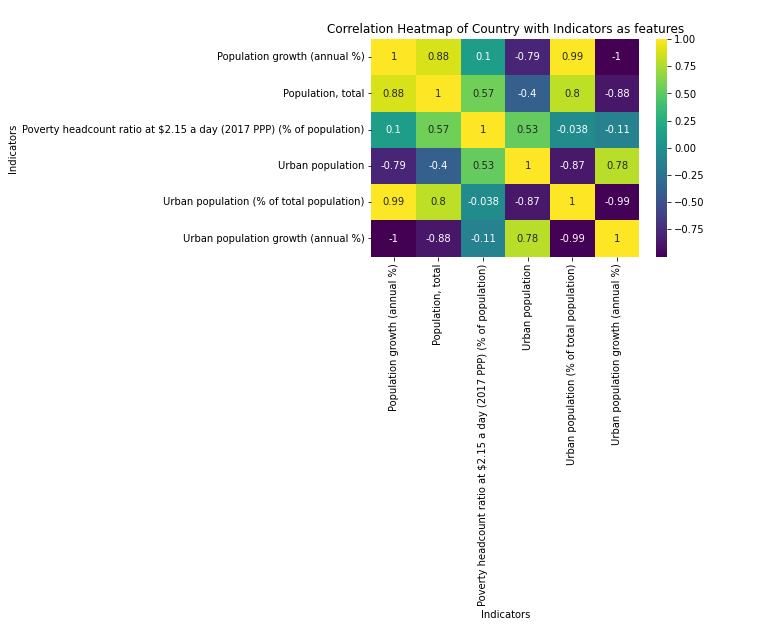 Correlation Heatmap of Country with Indicators as features
Population growth (annual %) 1 0.88 0.1 -0.79 0.99 -1
Population, total 0.88 1 0.57 -0.4 0.8 -0.88
Poverty headcount ratio at $2.15 a day (2017 PPP) (% of population) 0.1 0.57 1 0.53 -0.038 -0.11
Urban population -0.79 -0.4 0.53 1 -0.87 0.78
Urban population (% of total population) 0.99 0.8 -0.038 -0.87 1 -0.99
Urban population growth (annual %) -1 -0.88 -0.11 0.78 -0.99 1
Indicators
1.00
0.75
0.50
0.25
0.00
−0.25
−0.50
−0.75
Population growth (annual %)
Population, total
Poverty headcount ratio at $2.15 a day (2017 PPP) (% of population)
Urban population
Urban population (% of total population)
Urban population growth (annual %)
Indicators